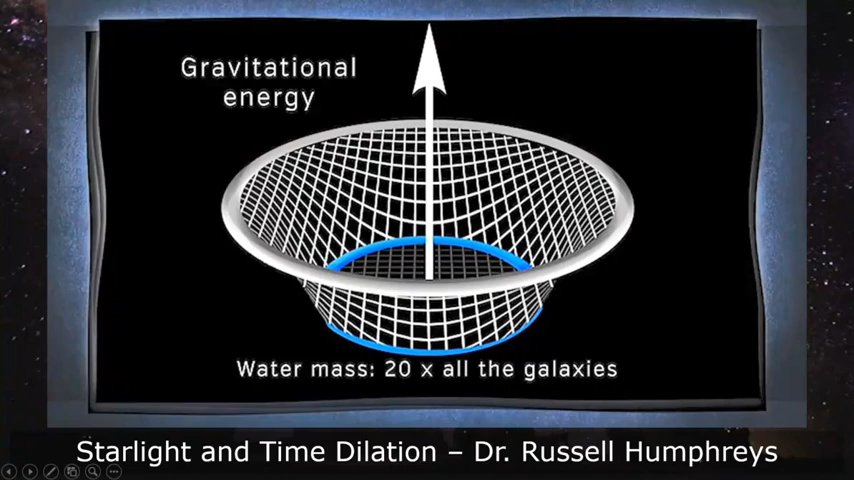 Gravitational
energy
Water mass: 20 x all the galaxies
Starlight and Time Dilation – Dr. Russell Humphreys